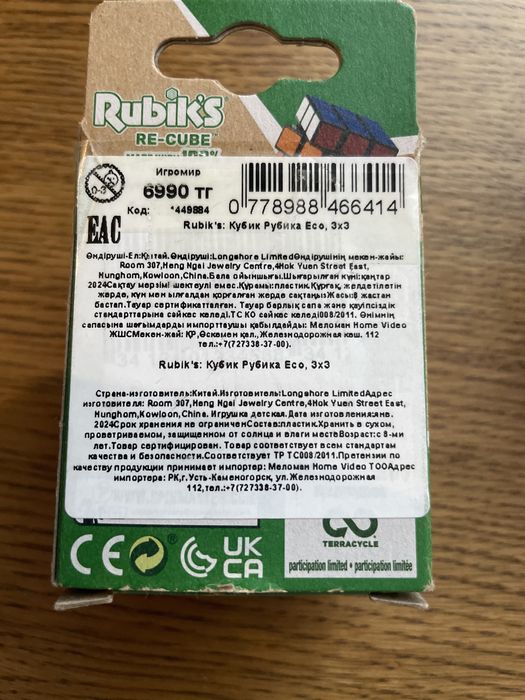 Rubik's
RE-CUBE™
Игромир
0-3
6990 тг
Код: *449884
0 778988 466414
EAC
Rubik's: Кубик Рубика Eco, 3x3
Өндіруші-Ел:Қытай.Өндіруші:Longshore LimitedӨндірушінің мекен-жайы:
Room 307,Hang Ngai Jewelry Centre,4Hok Yuen Street East,
Hunghom,Kowloon,China.Бала ойыншығы.Шығарылған күні:қаңтар
2024Сақтау мерзімі шектеулі емес.Құрамы:пластик.Құрғақ, желдетілетін
жерде, күн мен ылғалдан қорғалған жерде сақтаңызЖасы:8 жастан
бастап.Тауар сертификатталған. Тауар барлық сапа және қауіпсіздік
стандарттарына сәйкес келеді.ТС КО сәйкес келеді008/2011. Өнімнің
сапасына шағымдарды импорттаушы қабылдайды: Меломан Home Video
ЖШСМекен-жай: ҚР,Өскемен қал., Железнодорожная көш. 112
тел.:+7(727338-37-00).
Rubik's: Кубик Рубика Eco, 3x3
Страна-изготовитель:Китай.Изготовитель:Longshore LimitedАдрес
изготовителя: Room 307,Hang Ngai Jewelry Centre,4Hok Yuen Street East,
Hunghom,Kowloon,China. Игрушка детская.Дата изготовления:янв.
2024Срок хранения не ограниченСостав:пластик.Хранить в сухом,
проветриваемом, защищенном от солнца и влаги местеВозраст:с 8-ми
лет.Товар сертифицирован. Товар соответствует всем стандартам
качества и безопасности.Соответствует ТР ТС008/2011.Претензии по
качеству продукции принимает импортер: Меломан Home Video ТООАдрес
импортера: РК,г.Усть-Каменогорск, ул.Железнодорожная
112,тел.:+7(727338-37-00).
CE
UK
CA
TERRACYCLE
participation limited • participation limitée